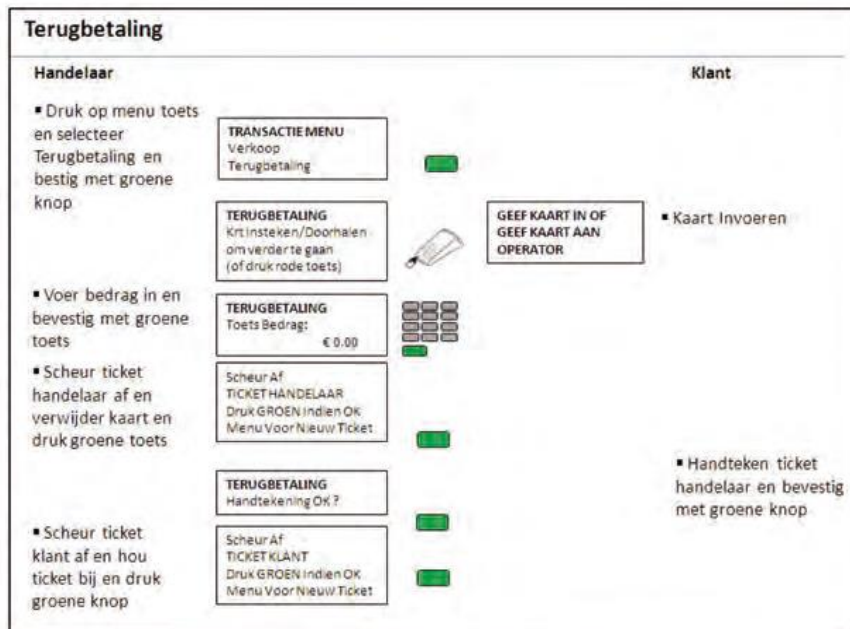 Terugbetaling
Handelaar
Klant
▪ Druk op menu toets
en selecteer
Terugbetaling en
bestig met groene
knop
TRANSACTIE MENU
Verkoop
Terugbetaling
TERUGBETALING
Krt insteken/Doorhalen
om verder te gaan
(of druk rode toets)
GEEF KAART IN OF
GEEF KAART AAN
OPERATOR
▪ Kaart Invoeren
▪ Voer bedrag in en
bevestig met groene
toets
TERUGBETALING
Toets Bedrag:
€ 0.00
▪ Scheur ticket
handelaar af en
verwijder kaart en
druk groene toets
Scheur Af
TICKET HANDELAAR
Druk GROEN Indien OK
Menu Voor Nieuw Ticket
▪ Handteken ticket
handelaar en bevestig
met groene knop
TERUGBETALING
Handtekening OK ?
▪ Scheur ticket
klant af en hou
ticket bij en druk
groene knop
Scheur Af
TICKET KLANT
Druk GROEN Indien OK
Menu Voor Nieuw Ticket